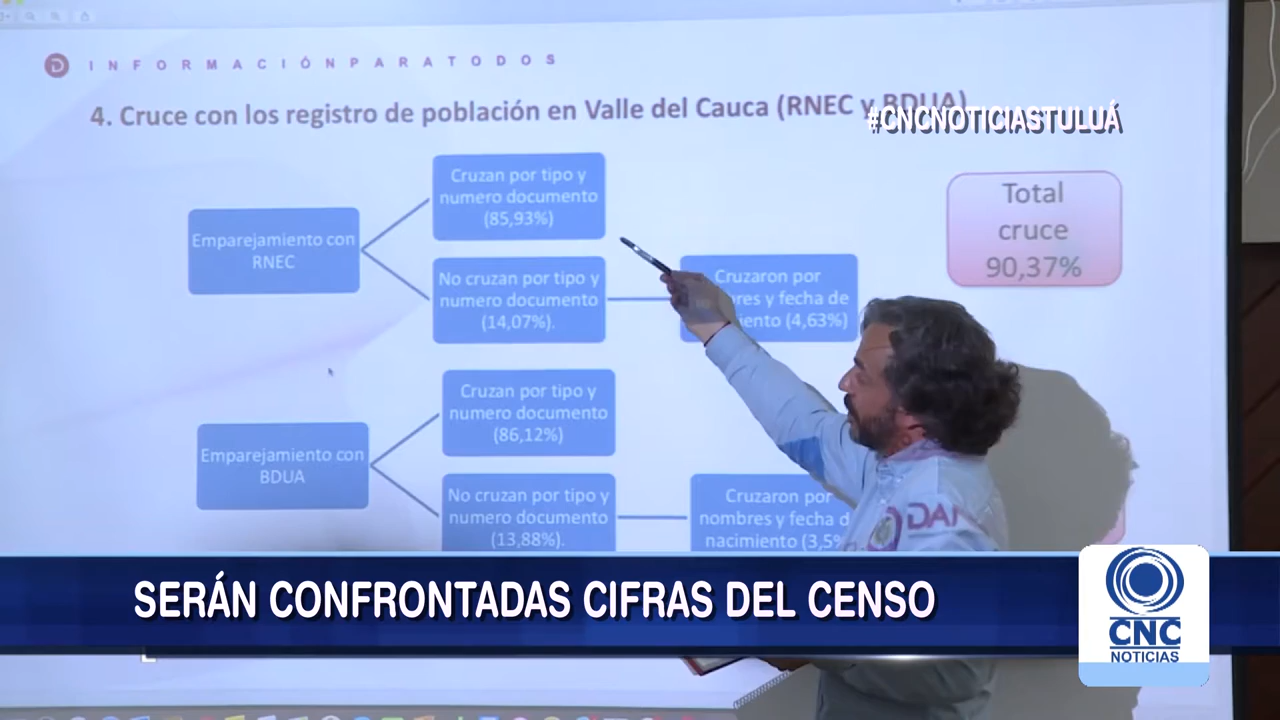 INFORMACIÓNPARATODOS
4. Cruce con los registro de población en Valle del Cauca (RNEC y BDUA)
#CNCNOTICIASTULUÁ
Cruzan por tipo y
numero documento
(85,93%)
Total
cruce
90,37%
Emparejamiento con
RNEC
No cruzan por tipo y
numero documento
(14,07%).
Cruzaron por
y fecha de
(4,63%)
Cruzan por tipo y
numero documento
(86,12%)
Emparejamiento con
BDUA
No cruzan por tipo y
numero documento
(13,88%).
Cruzaron por
nombres y fecha d
nacimiento (3,5%
DAN
SERÁN CONFRONTADAS CIFRAS DEL CENSO
CNC
NOTICIAS